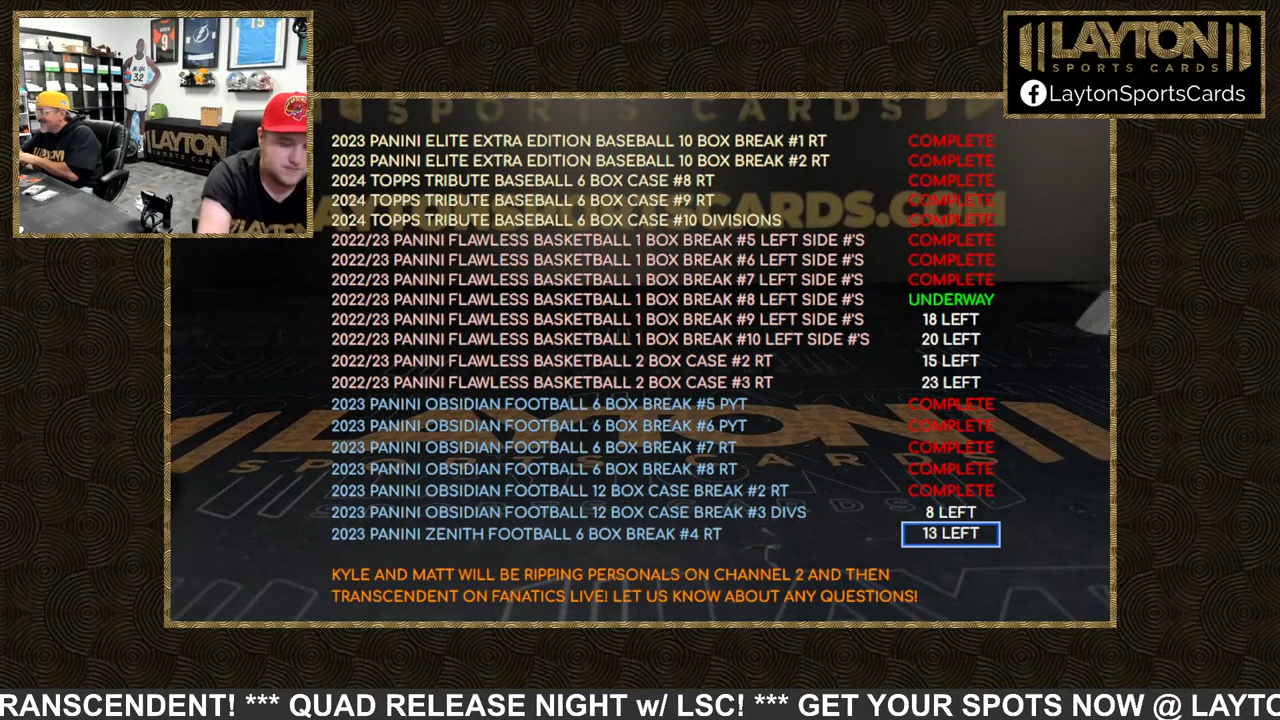 LAYTON
SPORTS CARDS
LaytonSportsCards
2023 PANINI ELITE EXTRA EDITION BASEBALL 10 BOX BREAK #1 RT COMPLETE
2023 PANINI ELITE EXTRA EDITION BASEBALL 10 BOX BREAK #2 RT COMPLETE
2024 TOPPS TRIBUTE BASEBALL 6 BOX CASE #8 RT COMPLETE
2024 TOPPS TRIBUTE BASEBALL 6 BOX CASE #9 RT COMPLETE
2024 TOPPS TRIBUTE BASEBALL 6 BOX CASE #10 DIVISIONS COMPLETE
2022/23 PANINI FLAWLESS BASKETBALL 1 BOX BREAK #5 LEFT SIDE #'S COMPLETE
2022/23 PANINI FLAWLESS BASKETBALL 1 BOX BREAK #6 LEFT SIDE #'S COMPLETE
2022/23 PANINI FLAWLESS BASKETBALL 1 BOX BREAK #7 LEFT SIDE #'S COMPLETE
2022/23 PANINI FLAWLESS BASKETBALL 1 BOX BREAK #8 LEFT SIDE #'S UNDERWAY
2022/23 PANINI FLAWLESS BASKETBALL 1 BOX BREAK #9 LEFT SIDE #'S 18 LEFT
2022/23 PANINI FLAWLESS BASKETBALL 1 BOX BREAK #10 LEFT SIDE #'S 20 LEFT
2022/23 PANINI FLAWLESS BASKETBALL 2 BOX CASE #2 RT 15 LEFT
2022/23 PANINI FLAWLESS BASKETBALL 2 BOX CASE #3 RT 23 LEFT
2023 PANINI OBSIDIAN FOOTBALL 6 BOX BREAK #5 PYT COMPLETE
2023 PANINI OBSIDIAN FOOTBALL 6 BOX BREAK #6 PYT COMPLETE
2023 PANINI OBSIDIAN FOOTBALL 6 BOX BREAK #7 RT COMPLETE
2023 PANINI OBSIDIAN FOOTBALL 6 BOX BREAK #8 RT COMPLETE
2023 PANINI OBSIDIAN FOOTBALL 12 BOX CASE BREAK #2 RT COMPLETE
2023 PANINI OBSIDIAN FOOTBALL 12 BOX CASE BREAK #3 DIVS 8 LEFT
2023 PANINI ZENITH FOOTBALL 6 BOX BREAK #4 RT 13 LEFT
KYLE AND MATT WILL BE RIPPING PERSONALS ON CHANNEL 2 AND THEN
TRANSCENDENT ON FANATICS LIVE! LET US KNOW ABOUT ANY QUESTIONS!
RANSCENDENT! *** QUAD RELEASE NIGHT w/ LSC! *** GET YOUR SPOTS NOW @ LAYTO